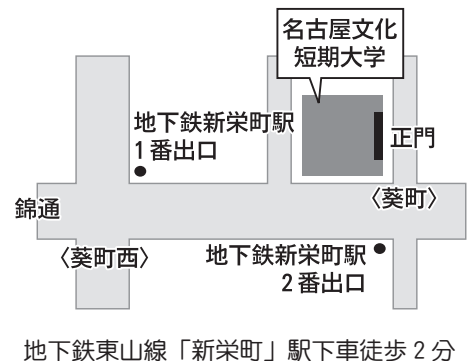 名古屋文化
短期大学
地下鉄新栄町駅
1番出口
正門
錦通
〈葵町〉
〈葵町西〉
地下鉄新栄町駅
2番出口
地下鉄東山線「新栄町」駅下車徒歩2分